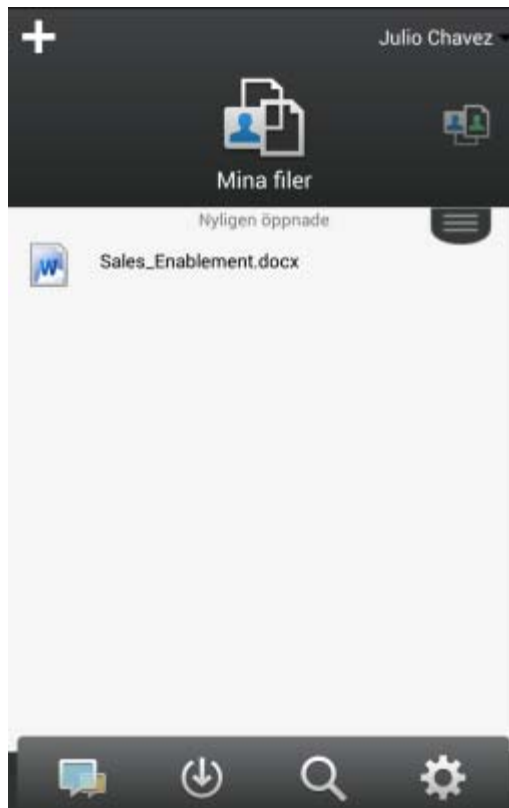 Julio Chavez
Mina filer
Nyligen öppnade
Sales_Enablement.docx